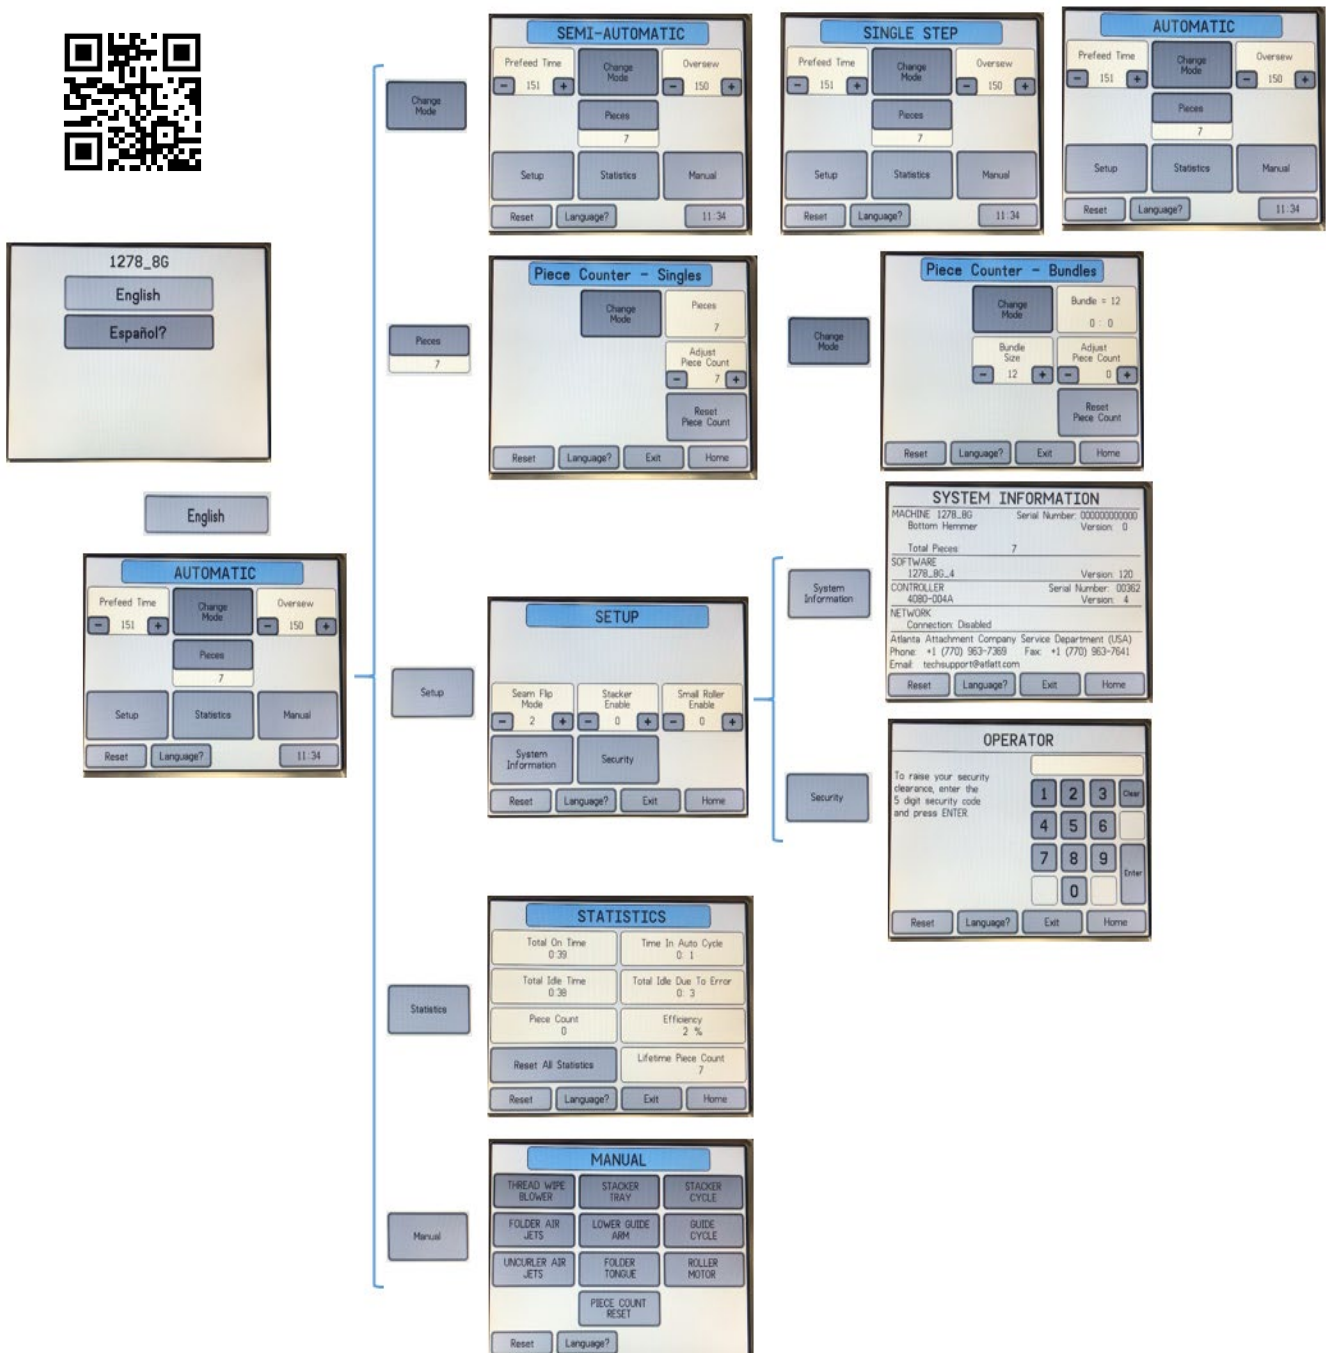 SEMI-AUTOMATIC
Prefeed Time
- 151 +
Change
Mode
Oversew
- 150 +
Pieces
7
Setup
Statistics
Manual
Reset
Language?
11:34
SINGLE STEP
Prefeed Time
- 151 +
Change
Mode
Oversew
- 150 +
Pieces
7
Setup
Statistics
Manual
Reset
Language?
11:34
AUTOMATIC
Prefeed Time
- 151 +
Change
Mode
Oversew
- 150 +
Pieces
7
Setup
Statistics
Manual
Reset
Language?
11:34
Change
Mode
1278_8G
English
Español?
English
AUTOMATIC
Prefeed Time
- 151 +
Change
Mode
Oversew
- 150 +
Pieces
7
Setup
Statistics
Manual
Reset
Language?
11:34
Pieces
7
Piece Counter - Singles
Change
Mode
Pieces
7
Adjust
Piece Count
- 7 +
Reset
Piece Count
Reset
Language?
Exit
Home
Change
Mode
Piece Counter - Bundles
Change
Mode
Bundle = 12
0 : 0
Bundle
Size
- 12 +
Adjust
Piece Count
- 0 +
Reset
Piece Count
Reset
Language?
Exit
Home
Setup
SETUP
Seam Flip
Mode
- 2 +
Stacker
Enable
- 0 +
Small Roller
Enable
- 0 +
System
Information
Security
Reset
Language?
Exit
Home
System
Information
SYSTEM INFORMATION
MACHINE 1278_8G Serial Number: 000000000000
Bottom Hemmer Version: 0
Total Pieces: 7
SOFTWARE
1278_8G_4 Version: 120
CONTROLLER Serial Number: 00362
4080-004A Version: 4
NETWORK
Connection: Disabled
Atlanta Attachment Company Service Department (USA)
Phone: +1 (770) 963-7369 Fax: +1 (770) 963-7641
Email: techsupport@atlatt.com
Reset
Language?
Exit
Home
Security
OPERATOR
To raise your security
clearance, enter the
5 digit security code
and press ENTER.
1 2 3 Clear
4 5 6
7 8 9
Enter
0
Reset
Language?
Exit
Home
Statistics
STATISTICS
Total On Time
0:39
Time In Auto Cycle
0: 1
Total Idle Time
0:38
Total Idle Due To Error
0: 3
Piece Count
0
Efficiency
2 %
Reset All Statistics
Lifetime Piece Count
7
Reset
Language?
Exit
Home
Manual
MANUAL
THREAD WIPE
BLOWER
STACKER
TRAY
STACKER
CYCLE
FOLDER AIR
JETS
LOWER GUIDE
ARM
GUIDE
CYCLE
UNCURLER AIR
JETS
FOLDER
TONGUE
ROLLER
MOTOR
PIECE COUNT
RESET
Reset
Language?